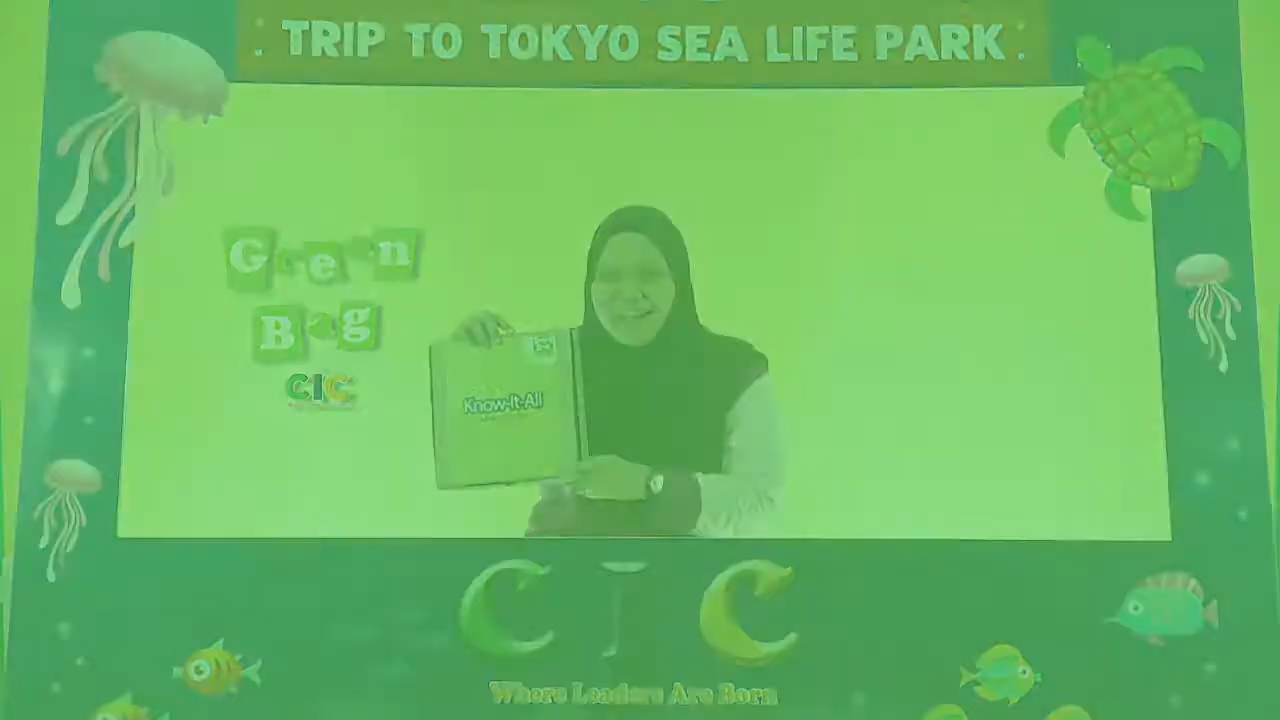 TRIP TO TOKYO SEA LIFE PARK
Green
Bag
CIC
Know-It-All
CIC
Where Leaders Are Born